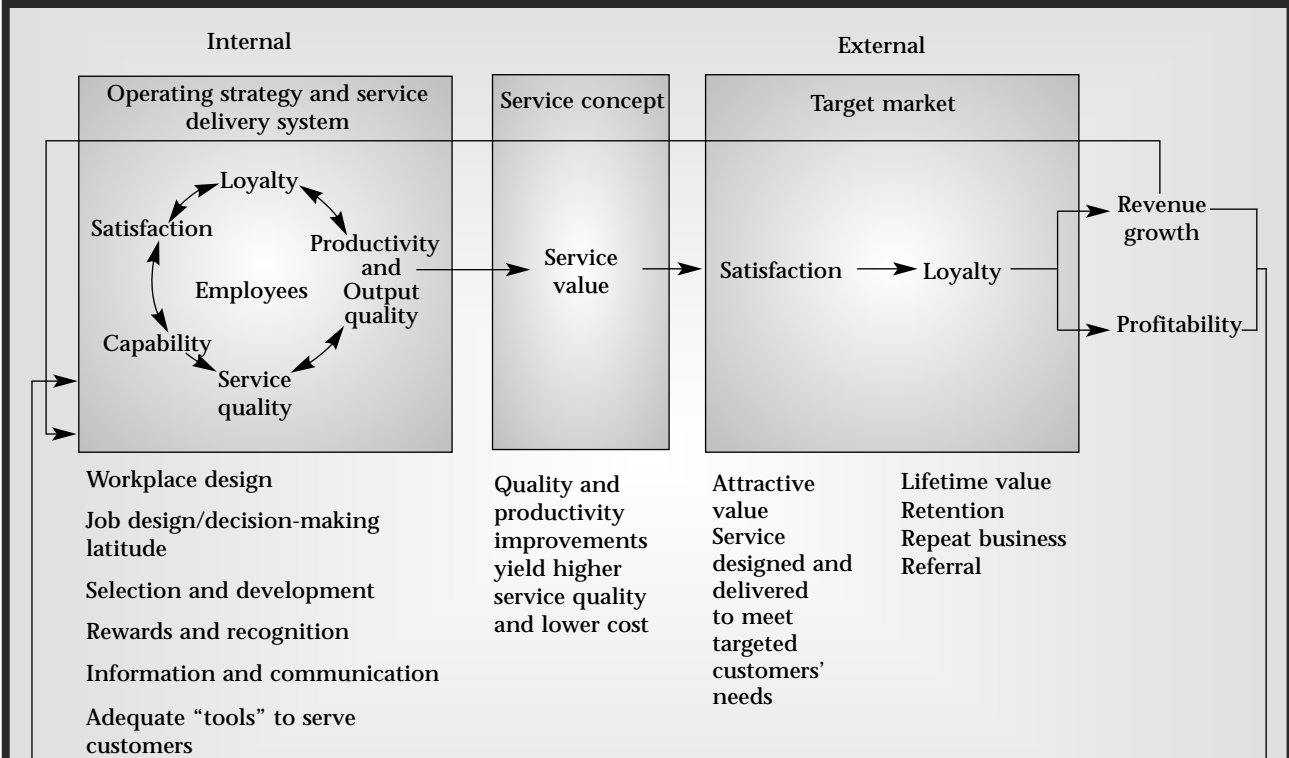 Internal
External
Operating strategy and service
delivery system
Service concept
Target market
Loyalty
Satisfaction
Productivity
and
Output
quality
Employees
Capability
Service
quality
Service
value
Satisfaction
Loyalty
Revenue
growth
Profitability
Workplace design
Job design/decision-making
latitude
Selection and development
Rewards and recognition
Information and communication
Adequate “tools” to serve
customers
Quality and
productivity
improvements
yield higher
service quality
and lower cost
Attractive
value
Service
designed and
delivered
to meet
targeted
customers’
needs
Lifetime value
Retention
Repeat business
Referral